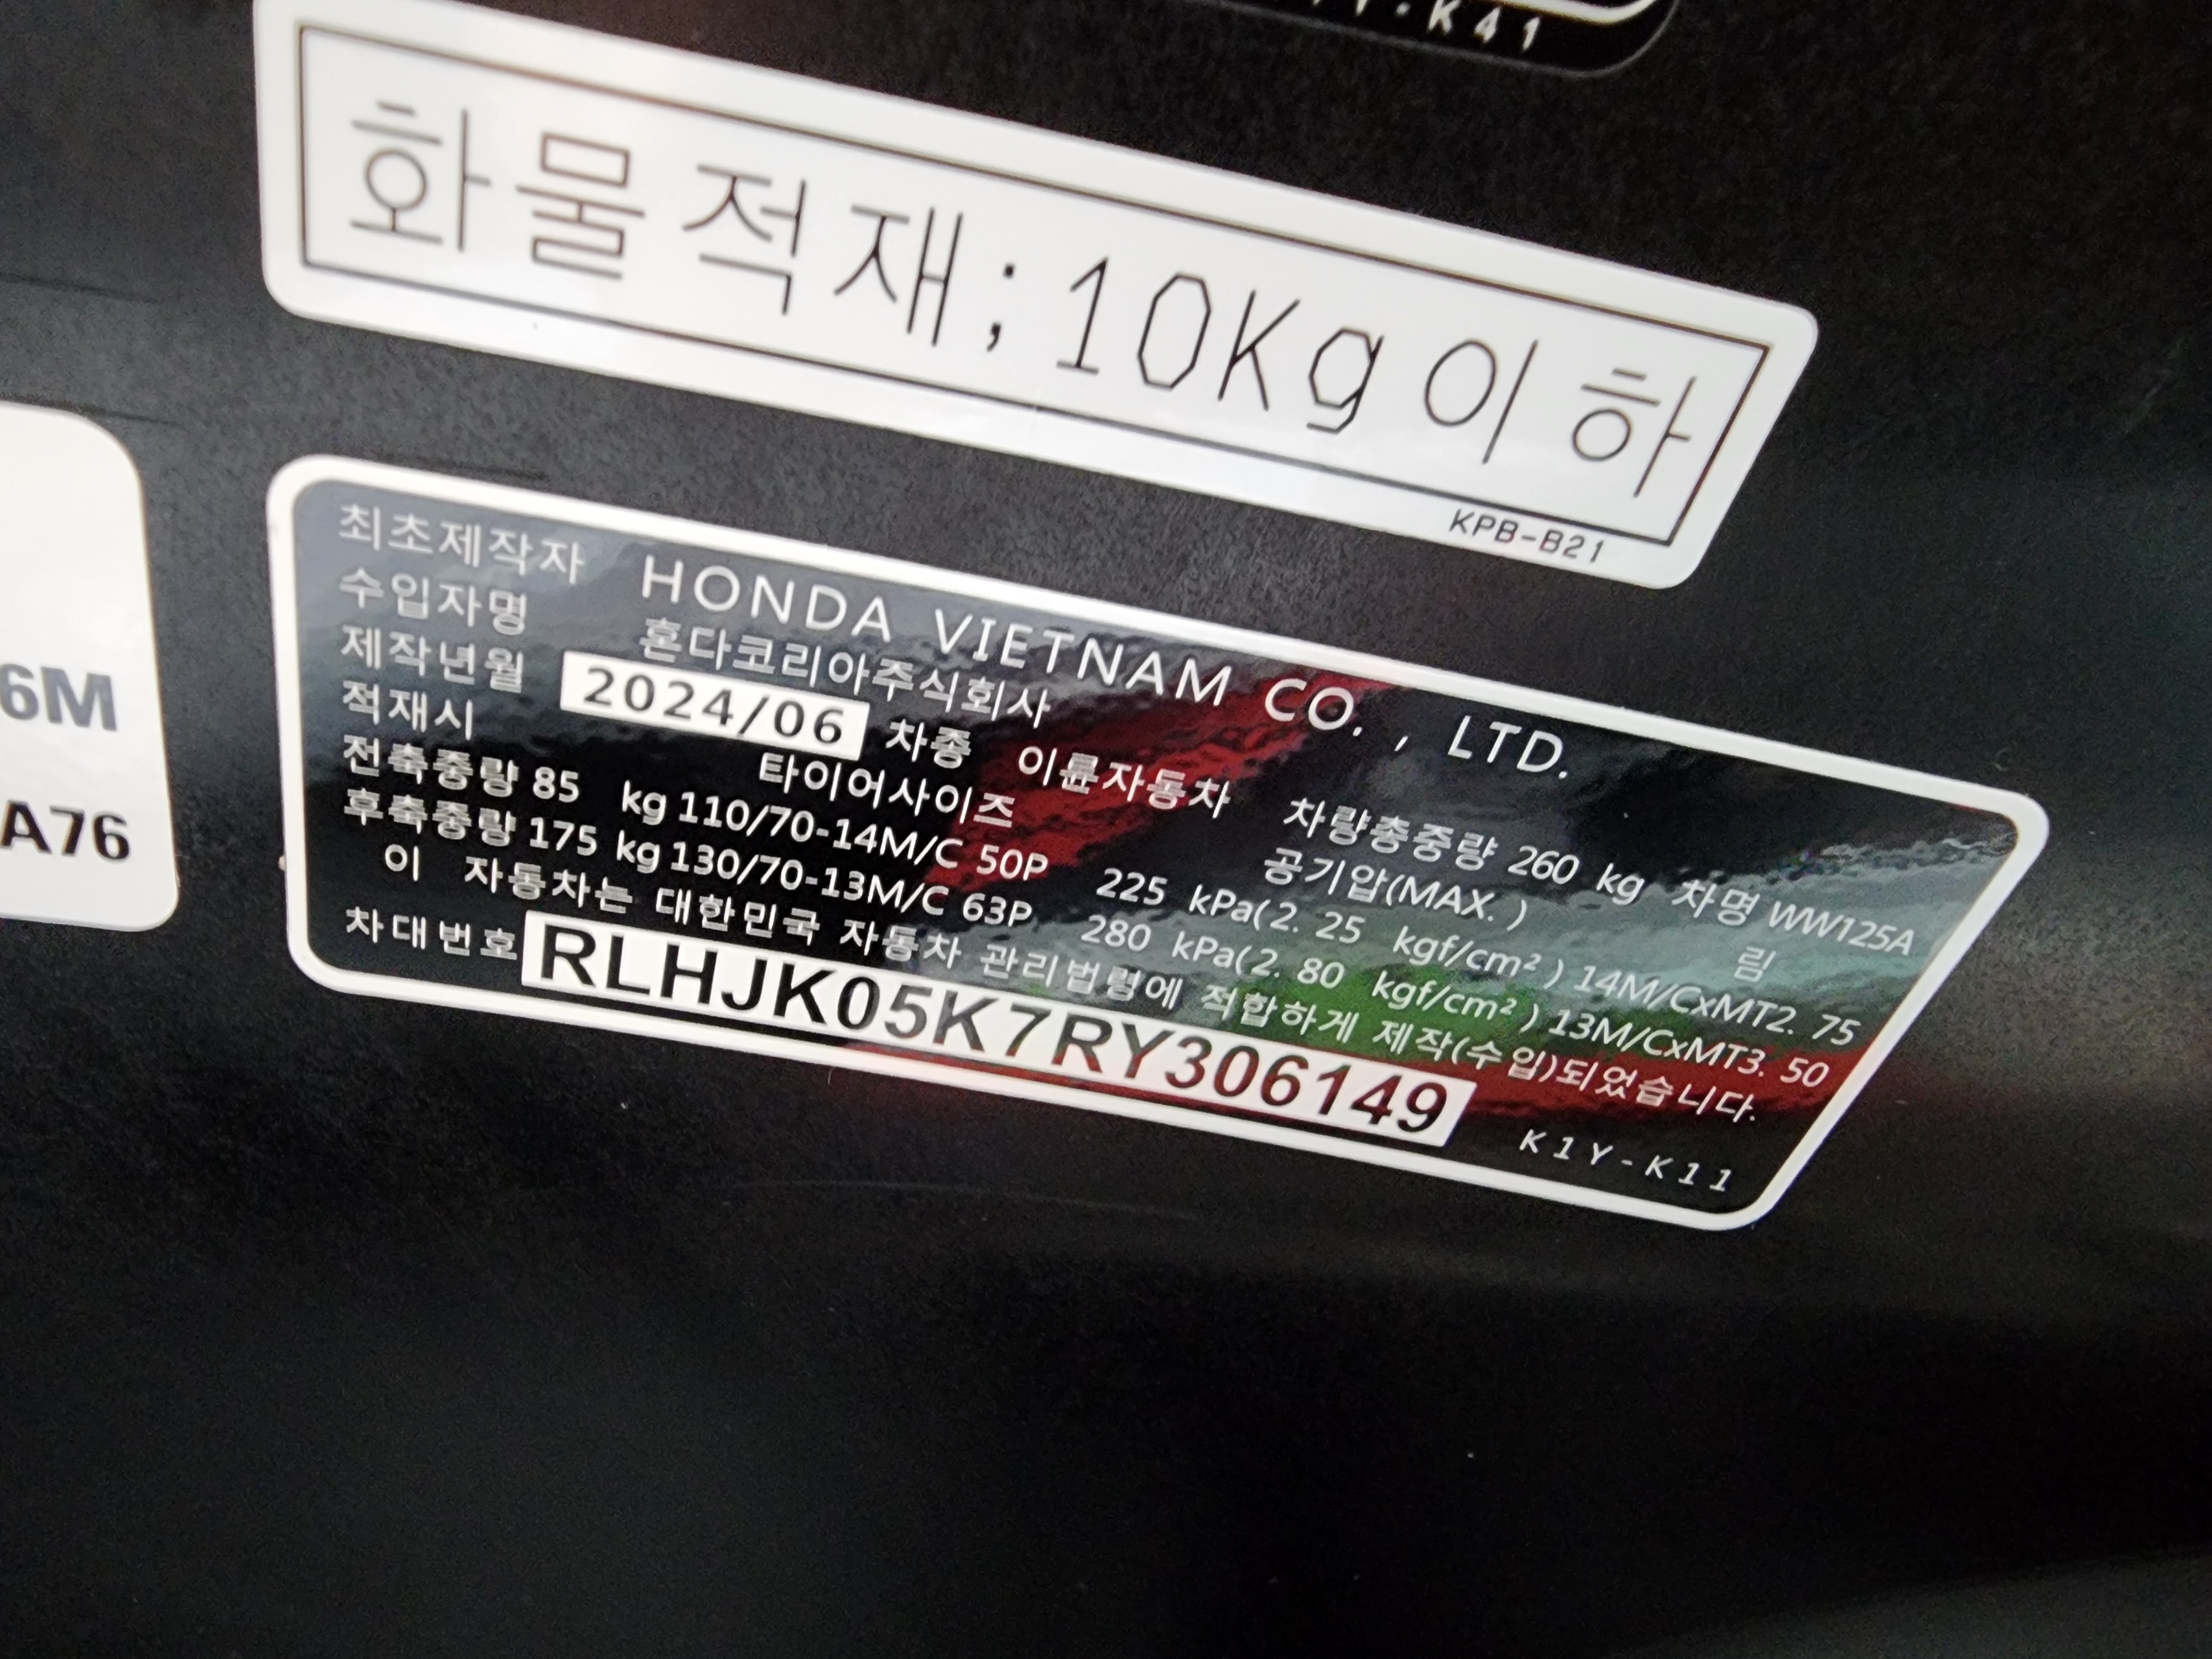 -K41
화물적재;10Kg이하
KPB-B21
6M
A76
최초제작자 HONDA VIETNAM CO. , LTD.
수입자명 혼다코리아주식회사
제작년월 2024/06 차종 이륜자동차 차량총중량 260 kg 차명 WW125A
적재시 타이어사이즈 공기압(MAX. ) 림
전축중량 85 kg 110/70-14M/C 50P 225 kPa(2. 25 kgf/cm² ) 14M/CxMT2. 75
후축중량 175 kg 130/70-13M/C 63P 280 kPa(2. 80 kgf/cm² ) 13M/CxMT3. 50
이 자동차는 대한민국 자동차 관리법령에 적합하게 제작(수입)되었습니다.
차대번호 RLHJK05K7RY306149
K1Y-K11